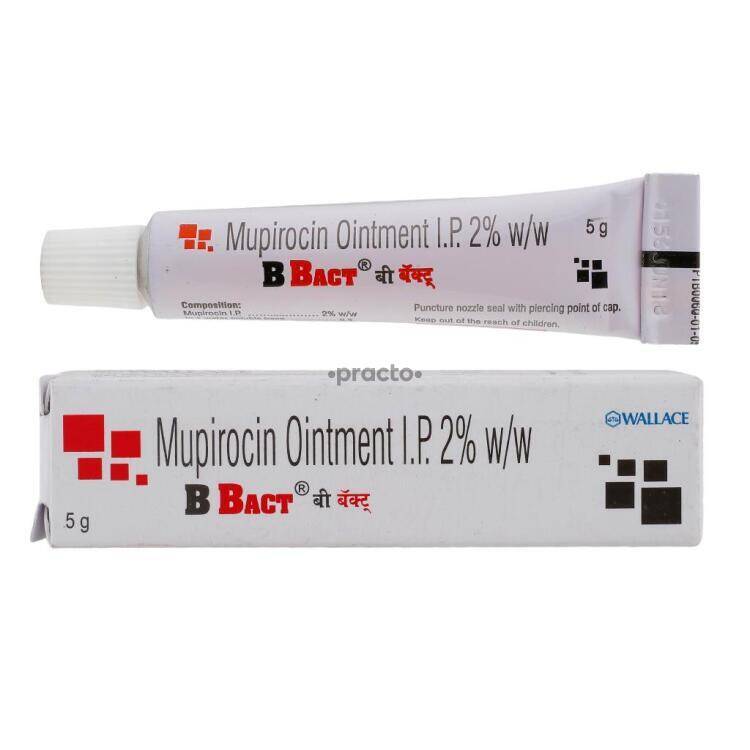 Mupirocin Ointment I.P. 2% w/w
5 g
B BACT® बी बॅक्ट्
Composition:
Mupirocin I.P. .................... 2% w/w
Puncture nozzle seal with piercing point of cap.
Keep out of the reach of children.
•practo•
WALLACE
Mupirocin Ointment I.P. 2% w/w
B BACT® बी बॅक्ट्
5 g